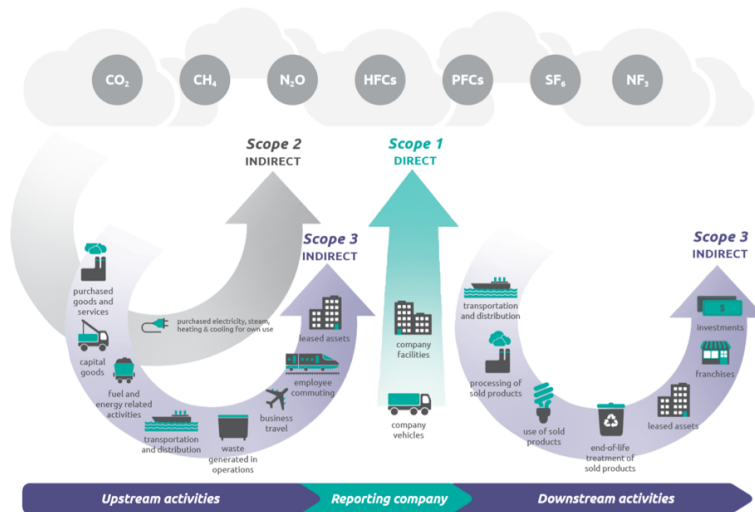 CO₂
CH₄
N₂O
HFCs
PFCs
SF₆
NF₃
Scope 2
INDIRECT
Scope 1
DIRECT
Scope 3
INDIRECT
Scope 3
INDIRECT
purchased
goods and
services
capital
goods
fuel and
energy related
activities
transportation
and distribution
waste
generated in
operations
business
travel
employee
commuting
leased assets
purchased electricity, steam,
heating & cooling for own use
company
facilities
company
vehicles
transportation
and distribution
processing of
sold products
use of sold
products
end-of-life
treatment of
sold products
leased assets
franchises
$
investments
Upstream activities
Reporting company
Downstream activities